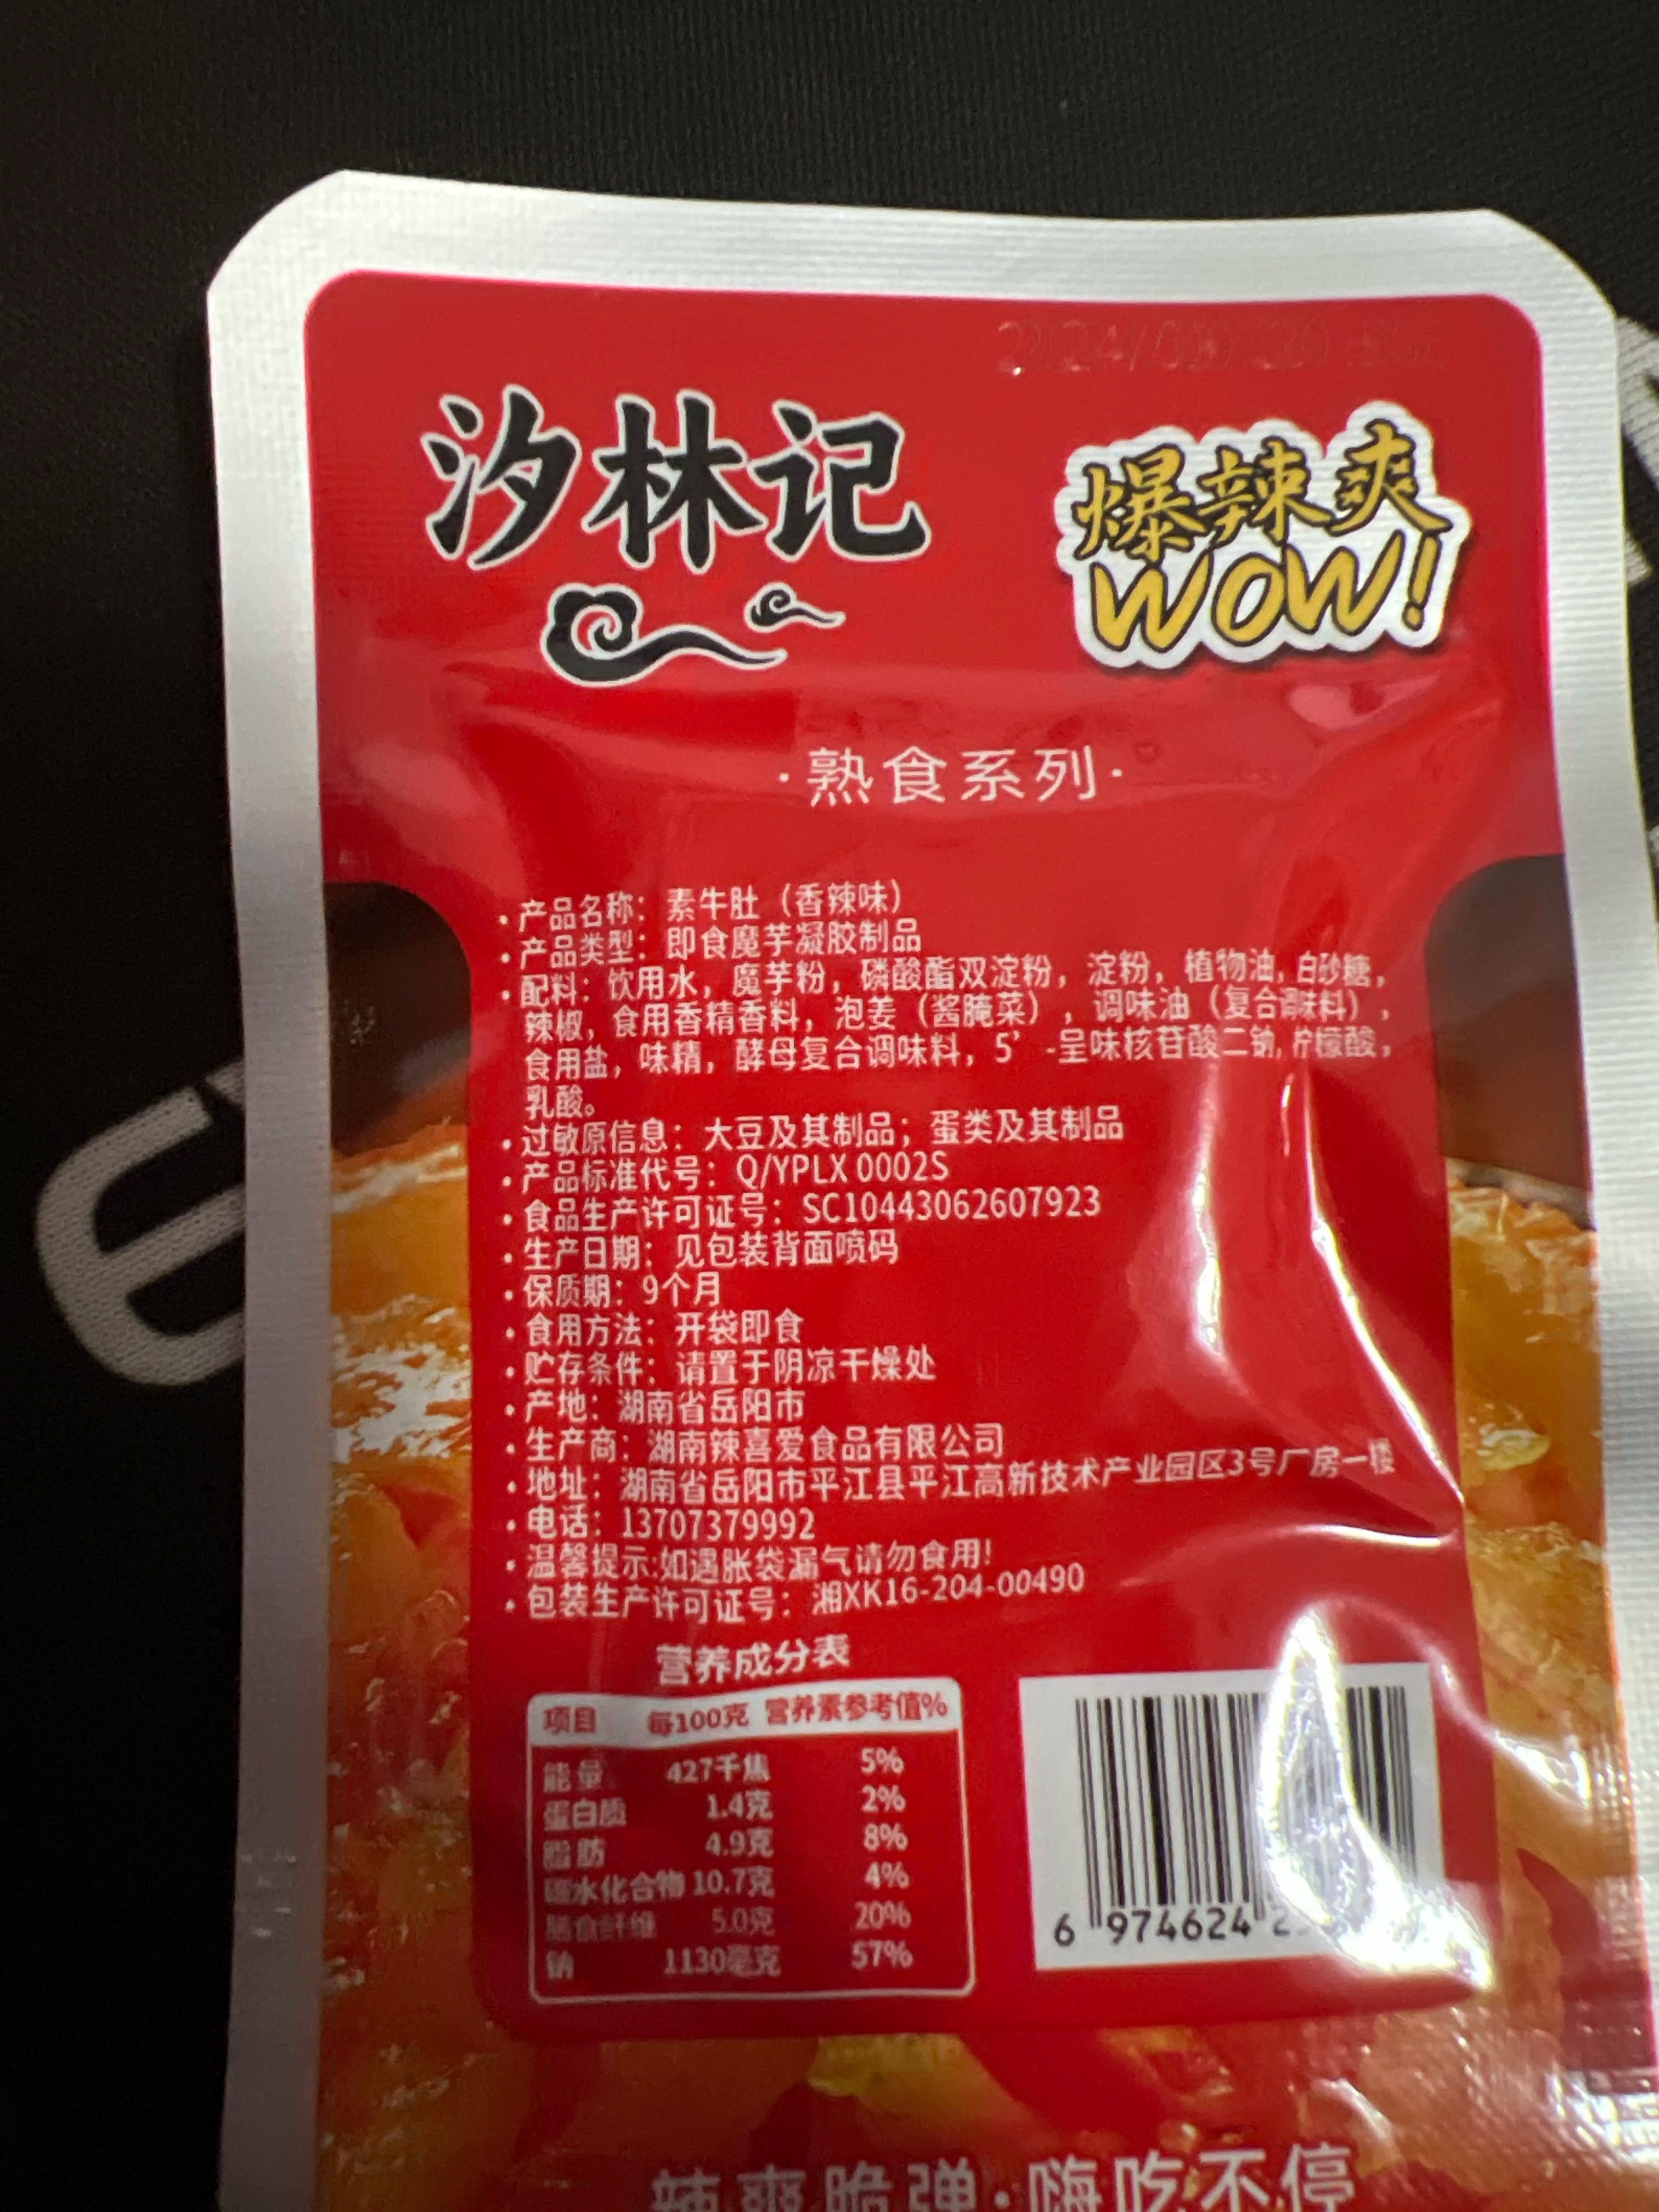 汐林记
爆辣爽
WOW!
·熟食系列·
·产品名称：素牛肚（香辣味）
·产品类型：即食魔芋凝胶制品
·配料：饮用水，魔芋粉，磷酸酯双淀粉，淀粉，植物油，白砂糖，
辣椒，食用香精香料，泡姜（酱腌菜），调味油（复合调味料），
食用盐，味精，酵母复合调味料，5’-呈味核苷酸二钠，柠檬酸，
乳酸。
·过敏原信息：大豆及其制品；蛋类及其制品
·产品标准代号：Q/YPLX 0002S
·食品生产许可证号：SC10443062607923
·生产日期：见包装背面喷码
·保质期：9个月
·食用方法：开袋即食
·贮存条件：请置于阴凉干燥处
·产地：湖南省岳阳市
·生产商：湖南辣喜爱食品有限公司
·地址：湖南省岳阳市平江县平江高新技术产业园区3号厂房一楼
·电话：13707379992
·温馨提示:如遇胀袋漏气请勿食用!
·包装生产许可证号：湘XK16-204-00490
营养成分表
项目 每100克 营养素参考值%
能量 427千焦 5%
蛋白质 1.4克 2%
脂肪 4.9克 8%
碳水化合物 10.7克 4%
膳食纤维 5.0克 20%
钠 1130毫克 57%
6 974624
辣爽脆弹·嗨吃不停